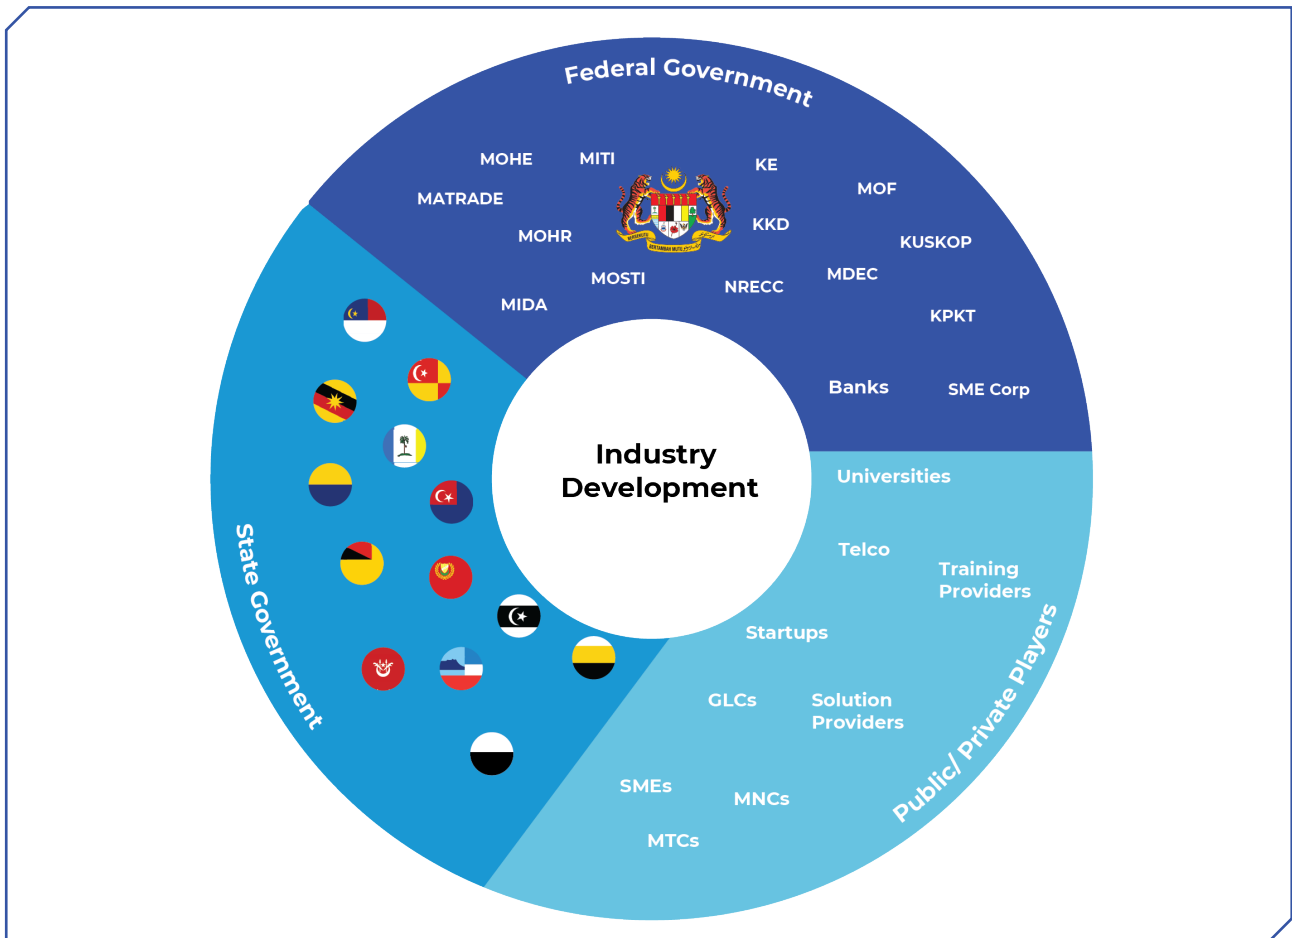 Federal Government
MOHE
MITI
KE
MOF
MATRADE
MOHR
KKD
KUSKOP
MOSTI
NRECC
MDEC
MIDA
KPKT
Banks
SME Corp
Industry
Development
State Government
Universities
Telco
Training
Providers
Startups
GLCs
Solution
Providers
SMEs
MNCs
MTCs
Public/ Private Players